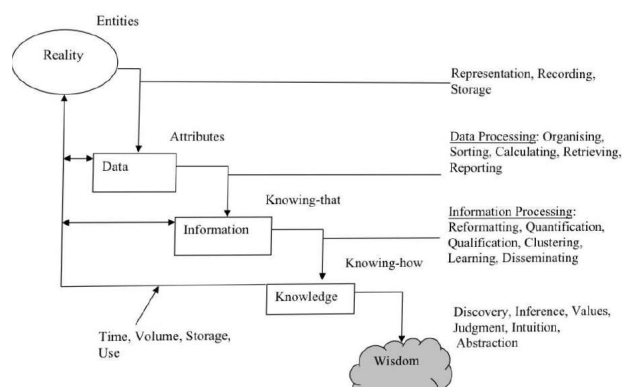 Entities
Reality
Representation, Recording,
Storage
Attributes
Data Processing: Organising,
Sorting, Calculating, Retrieving,
Reporting
Data
Knowing-that
Information Processing:
Reformatting, Quantification,
Qualification, Clustering,
Learning, Disseminating
Information
Knowing-how
Knowledge
Discovery, Inference, Values,
Judgment, Intuition,
Abstraction
Time, Volume, Storage,
Use
Wisdom